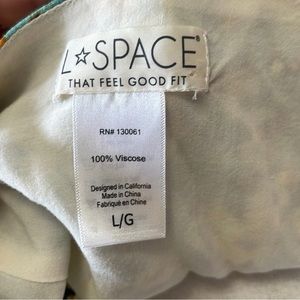 L☆SPACE®
THAT FEEL GOOD FIT
RN# 130061
100% Viscose
Designed in California
Made in China
Fabriqué en Chine
L/G